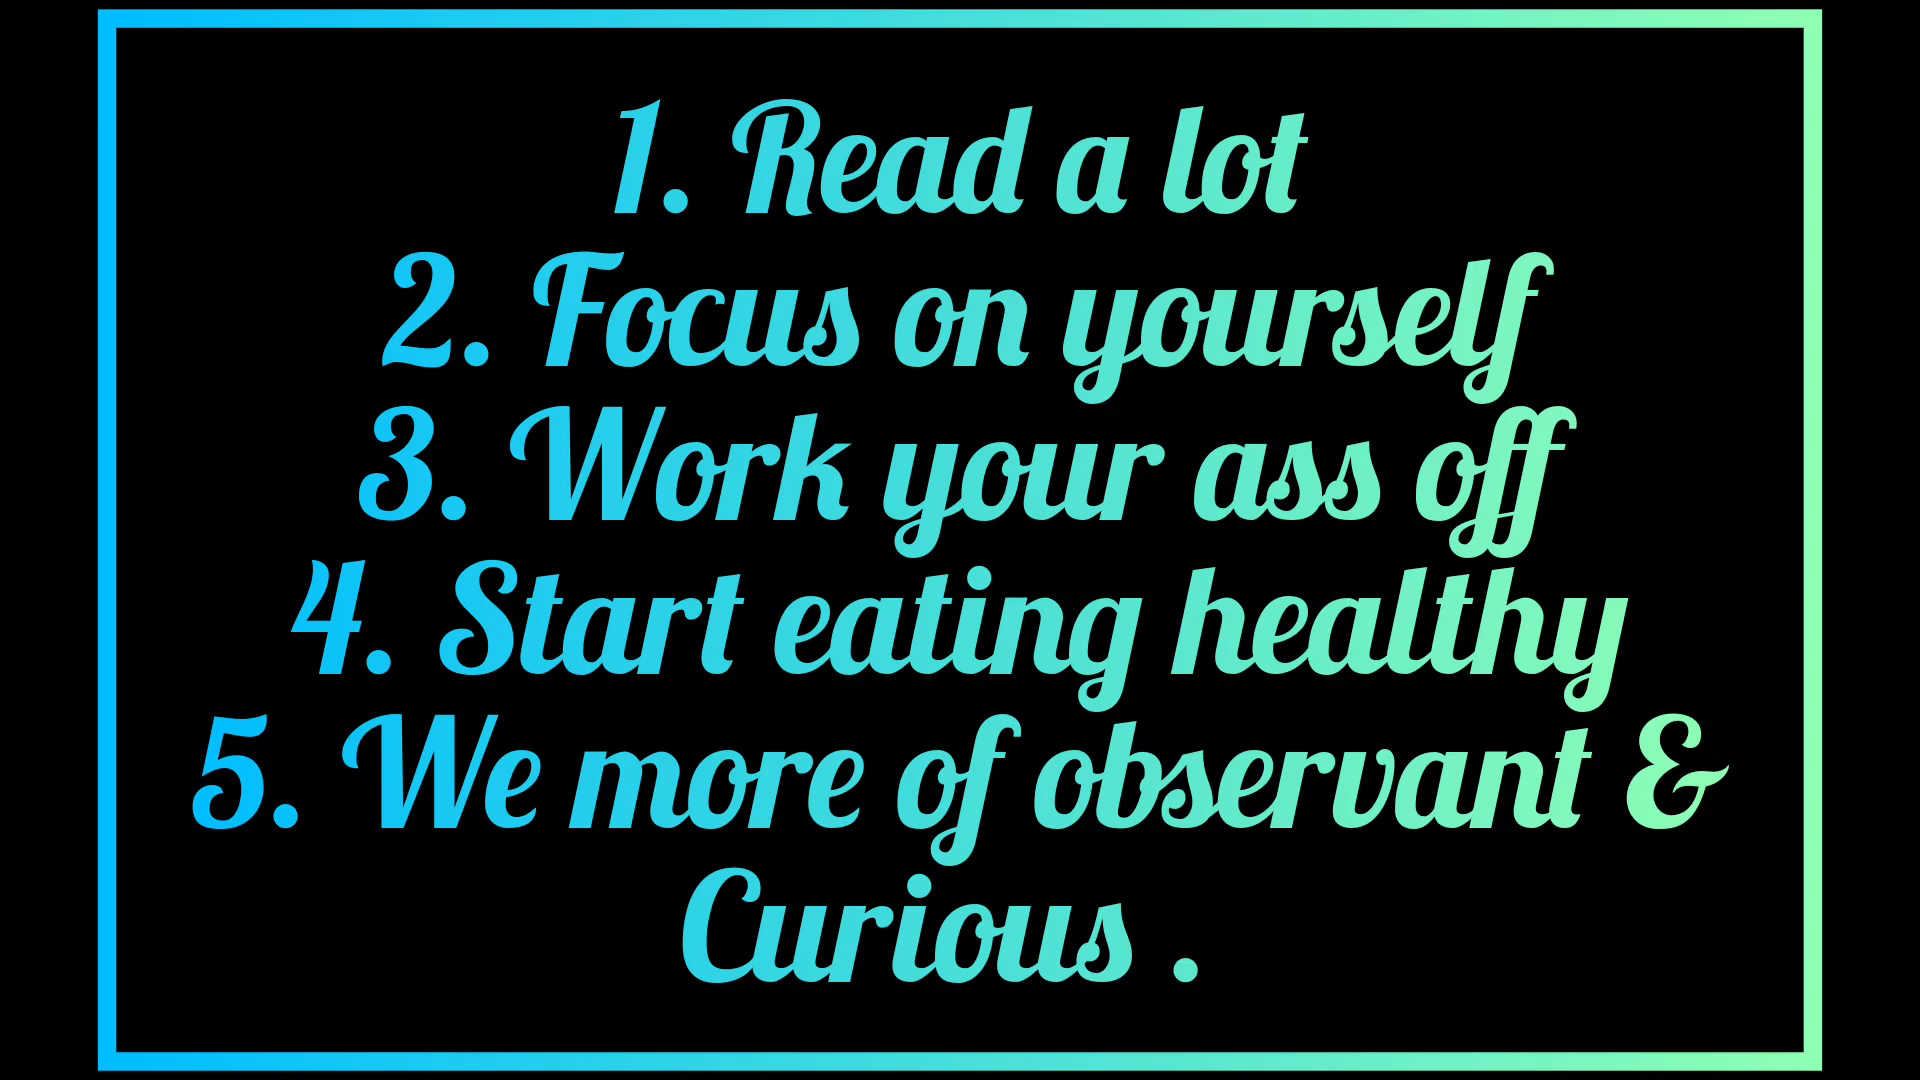 1. Read a lot
2. Focus on yourself
3. Work your ass off
4. Start eating healthy
5. We more of observant &
Curious .